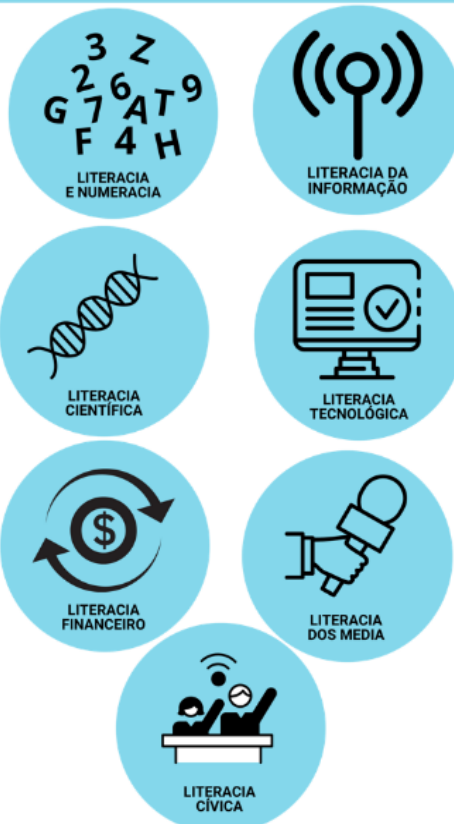 3 Z
2 6 9
G 7 A T
F 4 H
LITERACIA
E NUMERACIA
LITERACIA DA
INFORMAÇÃO
LITERACIA
CIENTÍFICA
LITERACIA
TECNOLÓGICA
$
LITERACIA
FINANCEIRO
LITERACIA
DOS MEDIA
LITERACIA
CÍVICA